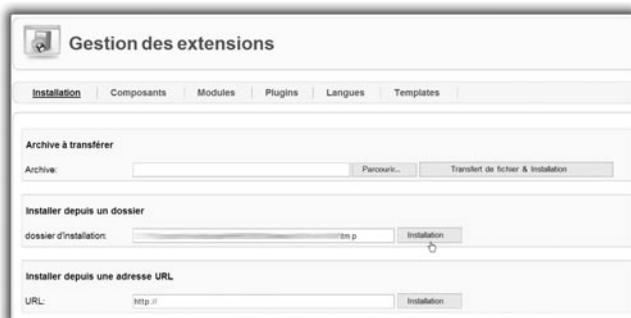 Gestion des extensions
Installation Composants Modules Plugins Langues Templates
Archive à transférer
Archive: Parcourir... Transfert de fichier & Installation
Installer depuis un dossier
dossier d'installation: tmp Installation
Installer depuis une adresse URL
URL: http:// Installation